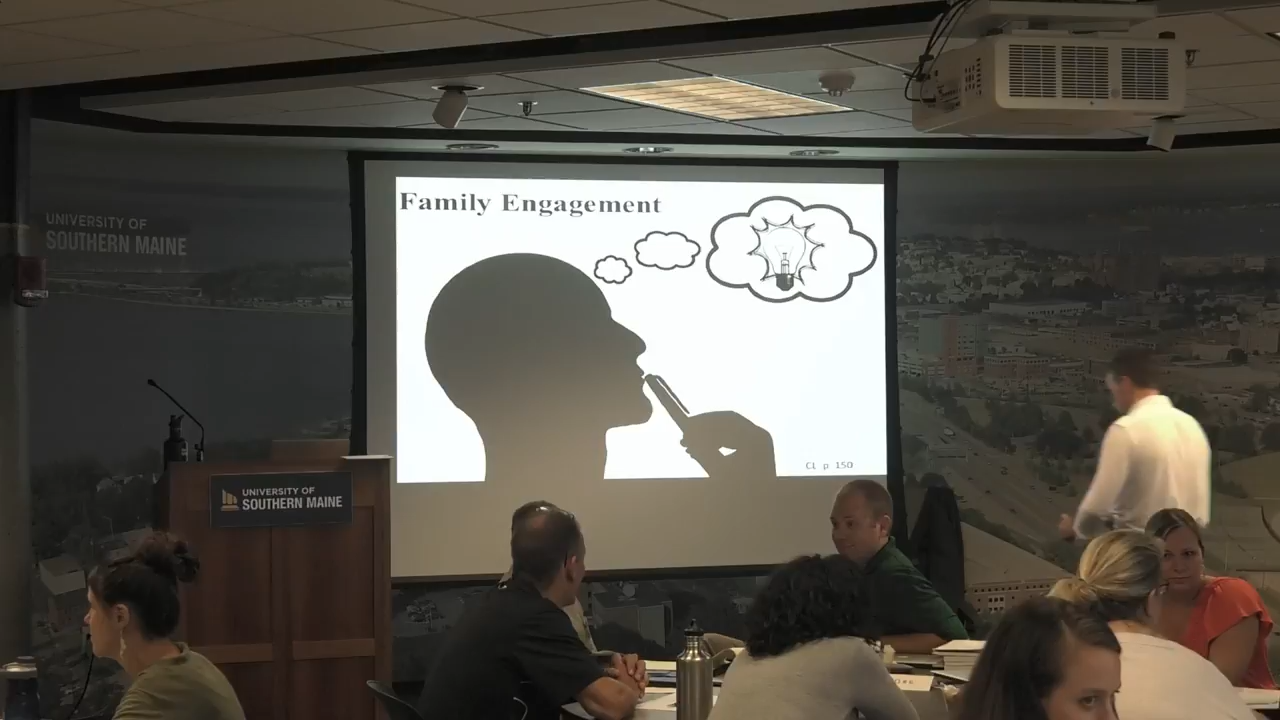 Family Engagement
UNIVERSITY OF
SOUTHERN MAINE
CL p 150
UNIVERSITY OF
SOUTHERN MAINE